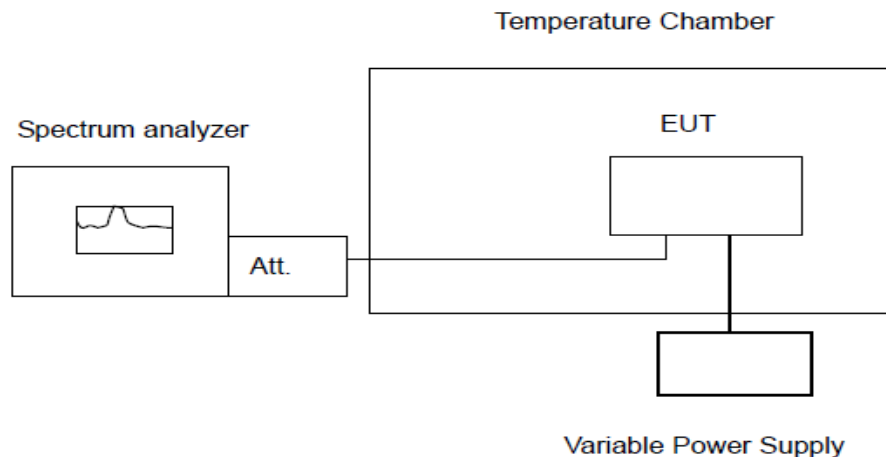 Temperature Chamber
Spectrum analyzer
EUT
Att.
Variable Power Supply